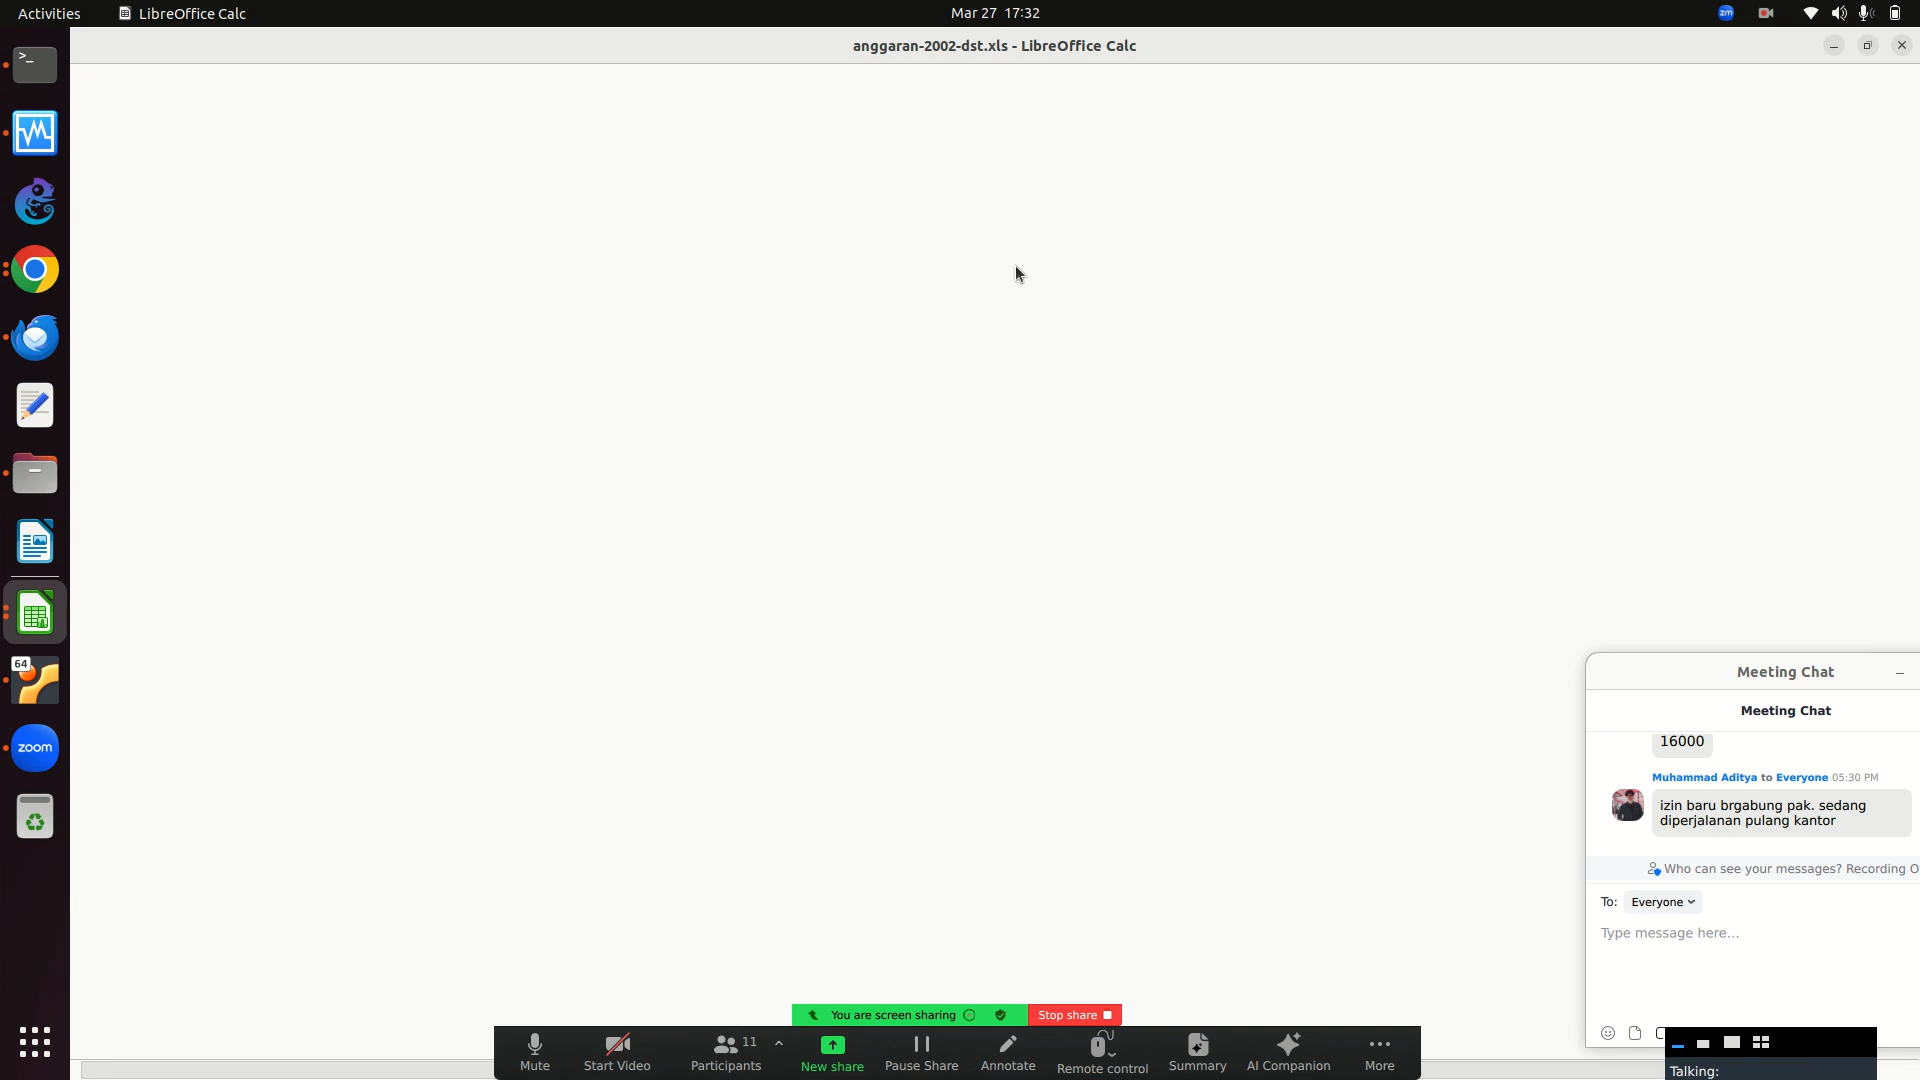 Activities
LibreOffice Calc
Mar 27 17:32
zm
anggaran-2002-dst.xls - LibreOffice Calc
>_
64
zoom
Meeting Chat
Meeting Chat
16000
Muhammad Aditya to Everyone 05:30 PM
izin baru brgabung pak. sedang
diperjalanan pulang kantor
Who can see your messages? Recording O
To: Everyone
Type message here...
You are screen sharing
Stop share
11
Mute
Start Video
Participants
New share
Pause Share
Annotate
Remote control
Summary
AI Companion
More
Talking: